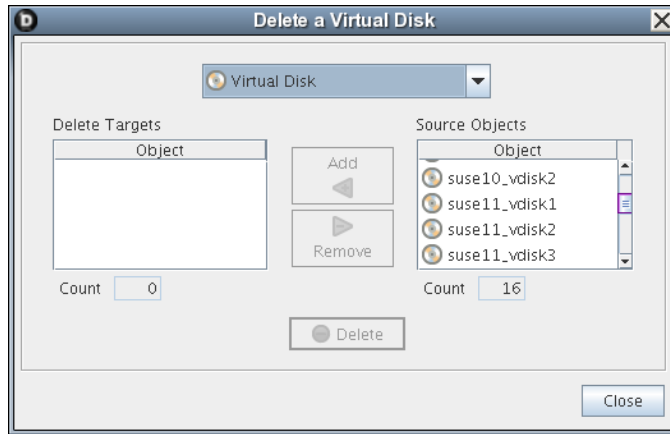 D Delete a Virtual Disk
Virtual Disk
Delete Targets
Object
Count 0
Add
Remove
Source Objects
Object
suse10_vdisk2
suse11_vdisk1
suse11_vdisk2
suse11_vdisk3
Count 16
Delete
Close